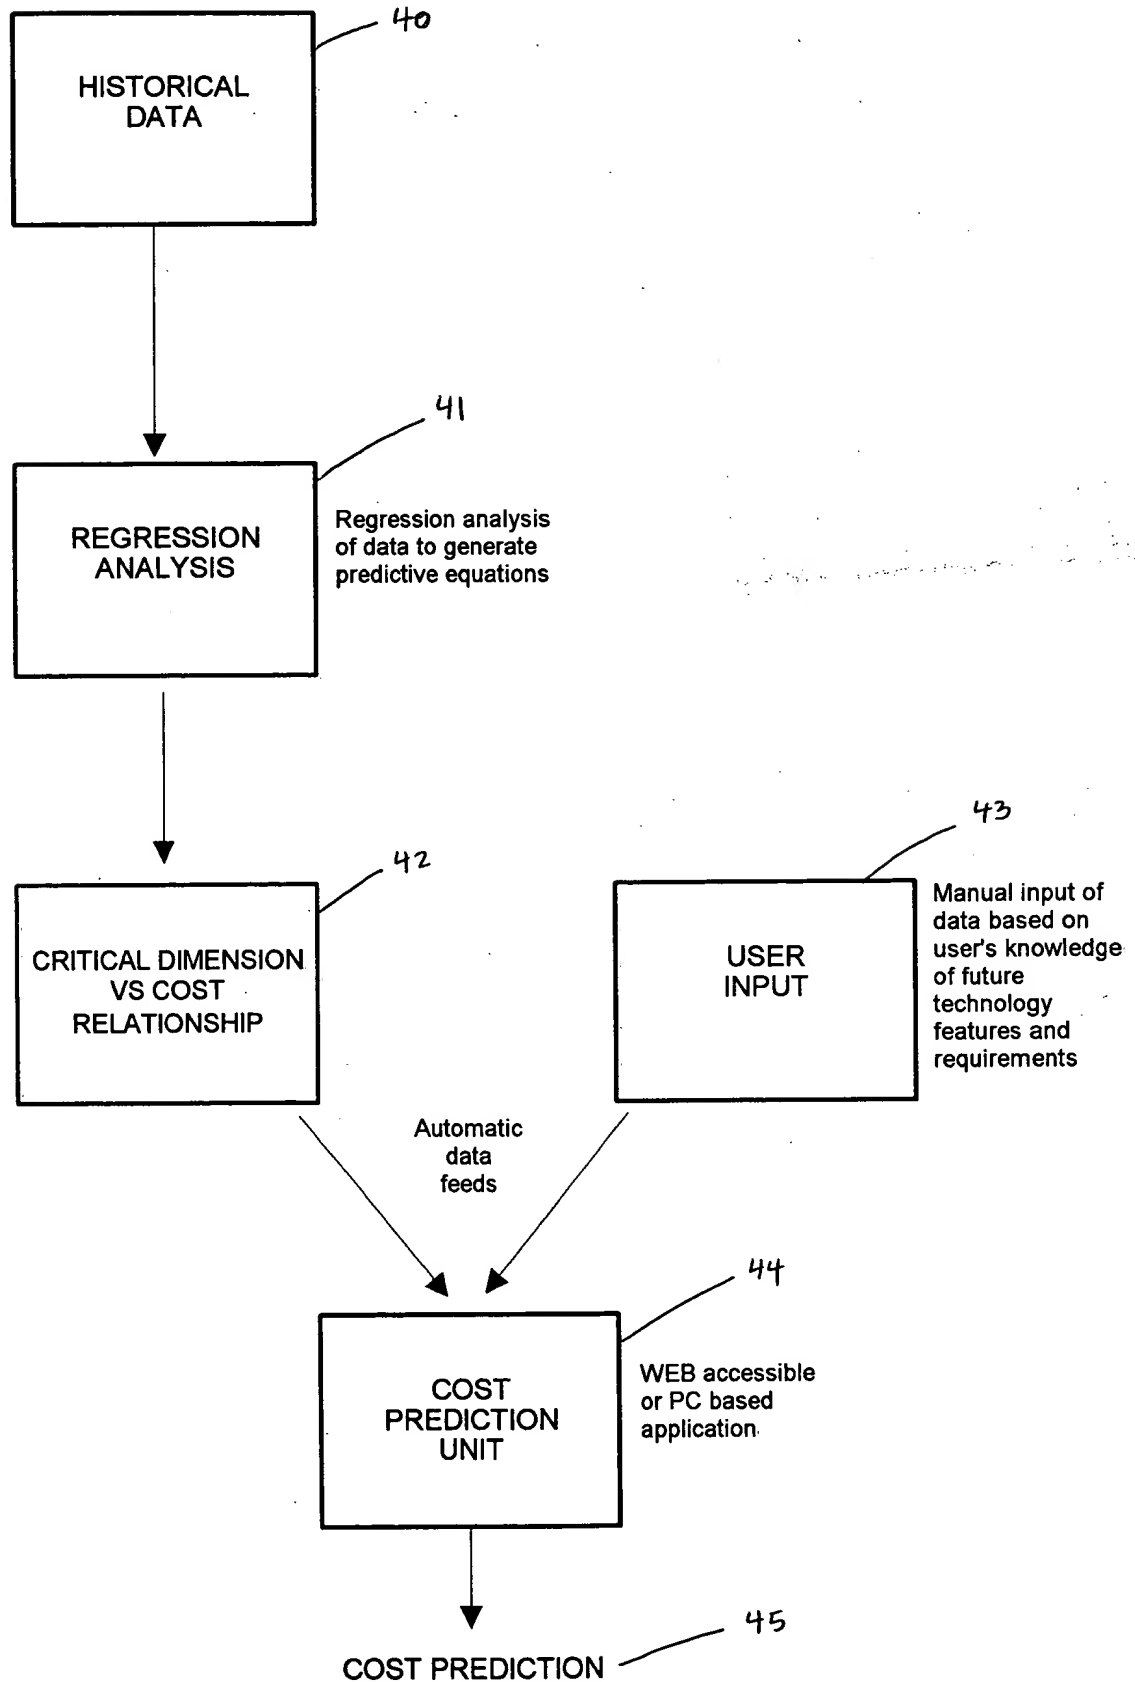 40
HISTORICAL
DATA
41
REGRESSION
ANALYSIS
Regression analysis
of data to generate
predictive equations
42
CRITICAL DIMENSION
VS COST
RELATIONSHIP
43
USER
INPUT
Manual input of
data based on
user's knowledge
of future
technology
features and
requirements
Automatic
data
feeds
44
COST
PREDICTION
UNIT
WEB accessible
or PC based
application
45
COST PREDICTION